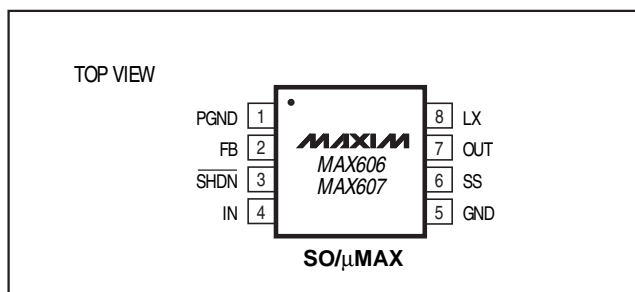 TOP VIEW
PGND 1
FB 2
SHDN 3
IN 4
MAXIM
MAX606
MAX607
8 LX
7 OUT
6 SS
5 GND
SO/μMAX